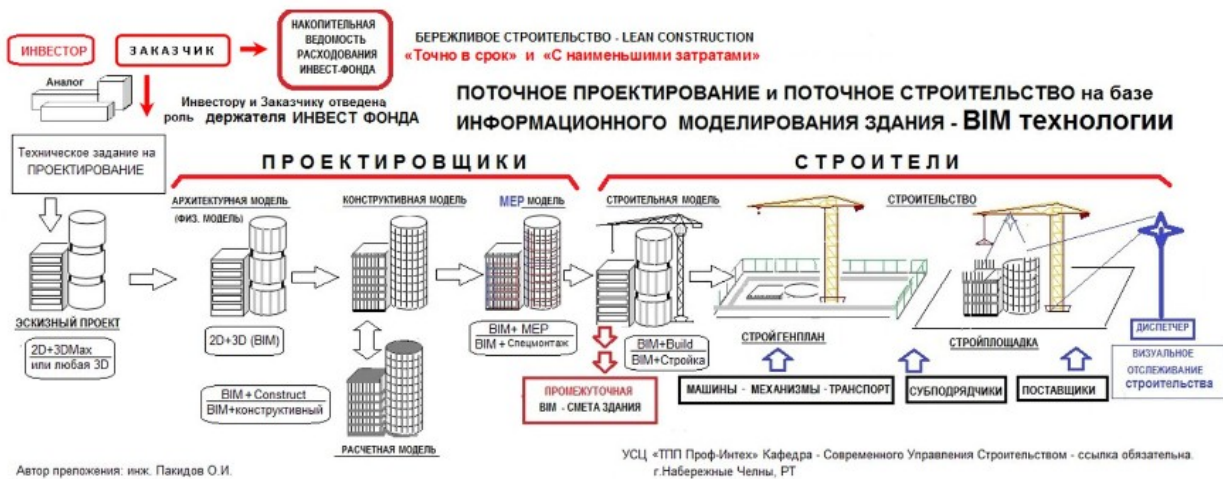 ИНВЕСТОР
ЗАКАЗЧИК
НАКОПИТЕЛЬНАЯ
ВЕДОМОСТЬ
РАСХОДОВАНИЯ
ИНВЕСТ-ФОНДА
БЕРЕЖЛИВОЕ СТРОИТЕЛЬСТВО - LEAN CONSTRUCTION
«Точно в срок» и «С наименьшими затратами»
Аналог
Инвестору и Заказчику отведена
роль держателя ИНВЕСТ ФОНДА
ПОТОЧНОЕ ПРОЕКТИРОВАНИЕ и ПОТОЧНОЕ СТРОИТЕЛЬСТВО на базе
ИНФОРМАЦИОННОГО МОДЕЛИРОВАНИЯ ЗДАНИЯ - BIM технологии
Техническое задание на
ПРОЕКТИРОВАНИЕ
ПРОЕКТИРОВЩИКИ
СТРОИТЕЛИ
АРХИТЕКТУРНАЯ МОДЕЛЬ
(ФИЗ. МОДЕЛЬ)
КОНСТРУКТИВНАЯ МОДЕЛЬ
МЕР МОДЕЛЬ
СТРОИТЕЛЬНАЯ МОДЕЛЬ
СТРОИТЕЛЬСТВО
ЭСКИЗНЫЙ ПРОЕКТ
2D+3DMax
или любая 3D
2D+3D (BIM)
BIM + Construct
BIM+конструктивный
РАСЧЕТНАЯ МОДЕЛЬ
BIM+ MEP
BIM + Спецмонтаж
BIM+Build
BIM+Стройка
ПРОМЕЖУТОЧНАЯ
BIM - СМЕТА ЗДАНИЯ
СТРОЙГЕНПЛАН
СТРОЙПЛОЩАДКА
МАШИНЫ - МЕХАНИЗМЫ - ТРАНСПОРТ
СУБПОДРЯДЧИКИ
ПОСТАВЩИКИ
ДИСПЕТЧЕР
ВИЗУАЛЬНОЕ
ОТСЛЕЖИВАНИЕ
строительства
Автор преложения: инж. Пакидов О.И.
УСЦ «ТПП Проф-Интех» Кафедра - Современного Управления Строительством - ссылка обязательна.
г.Набережные Челны, РТ